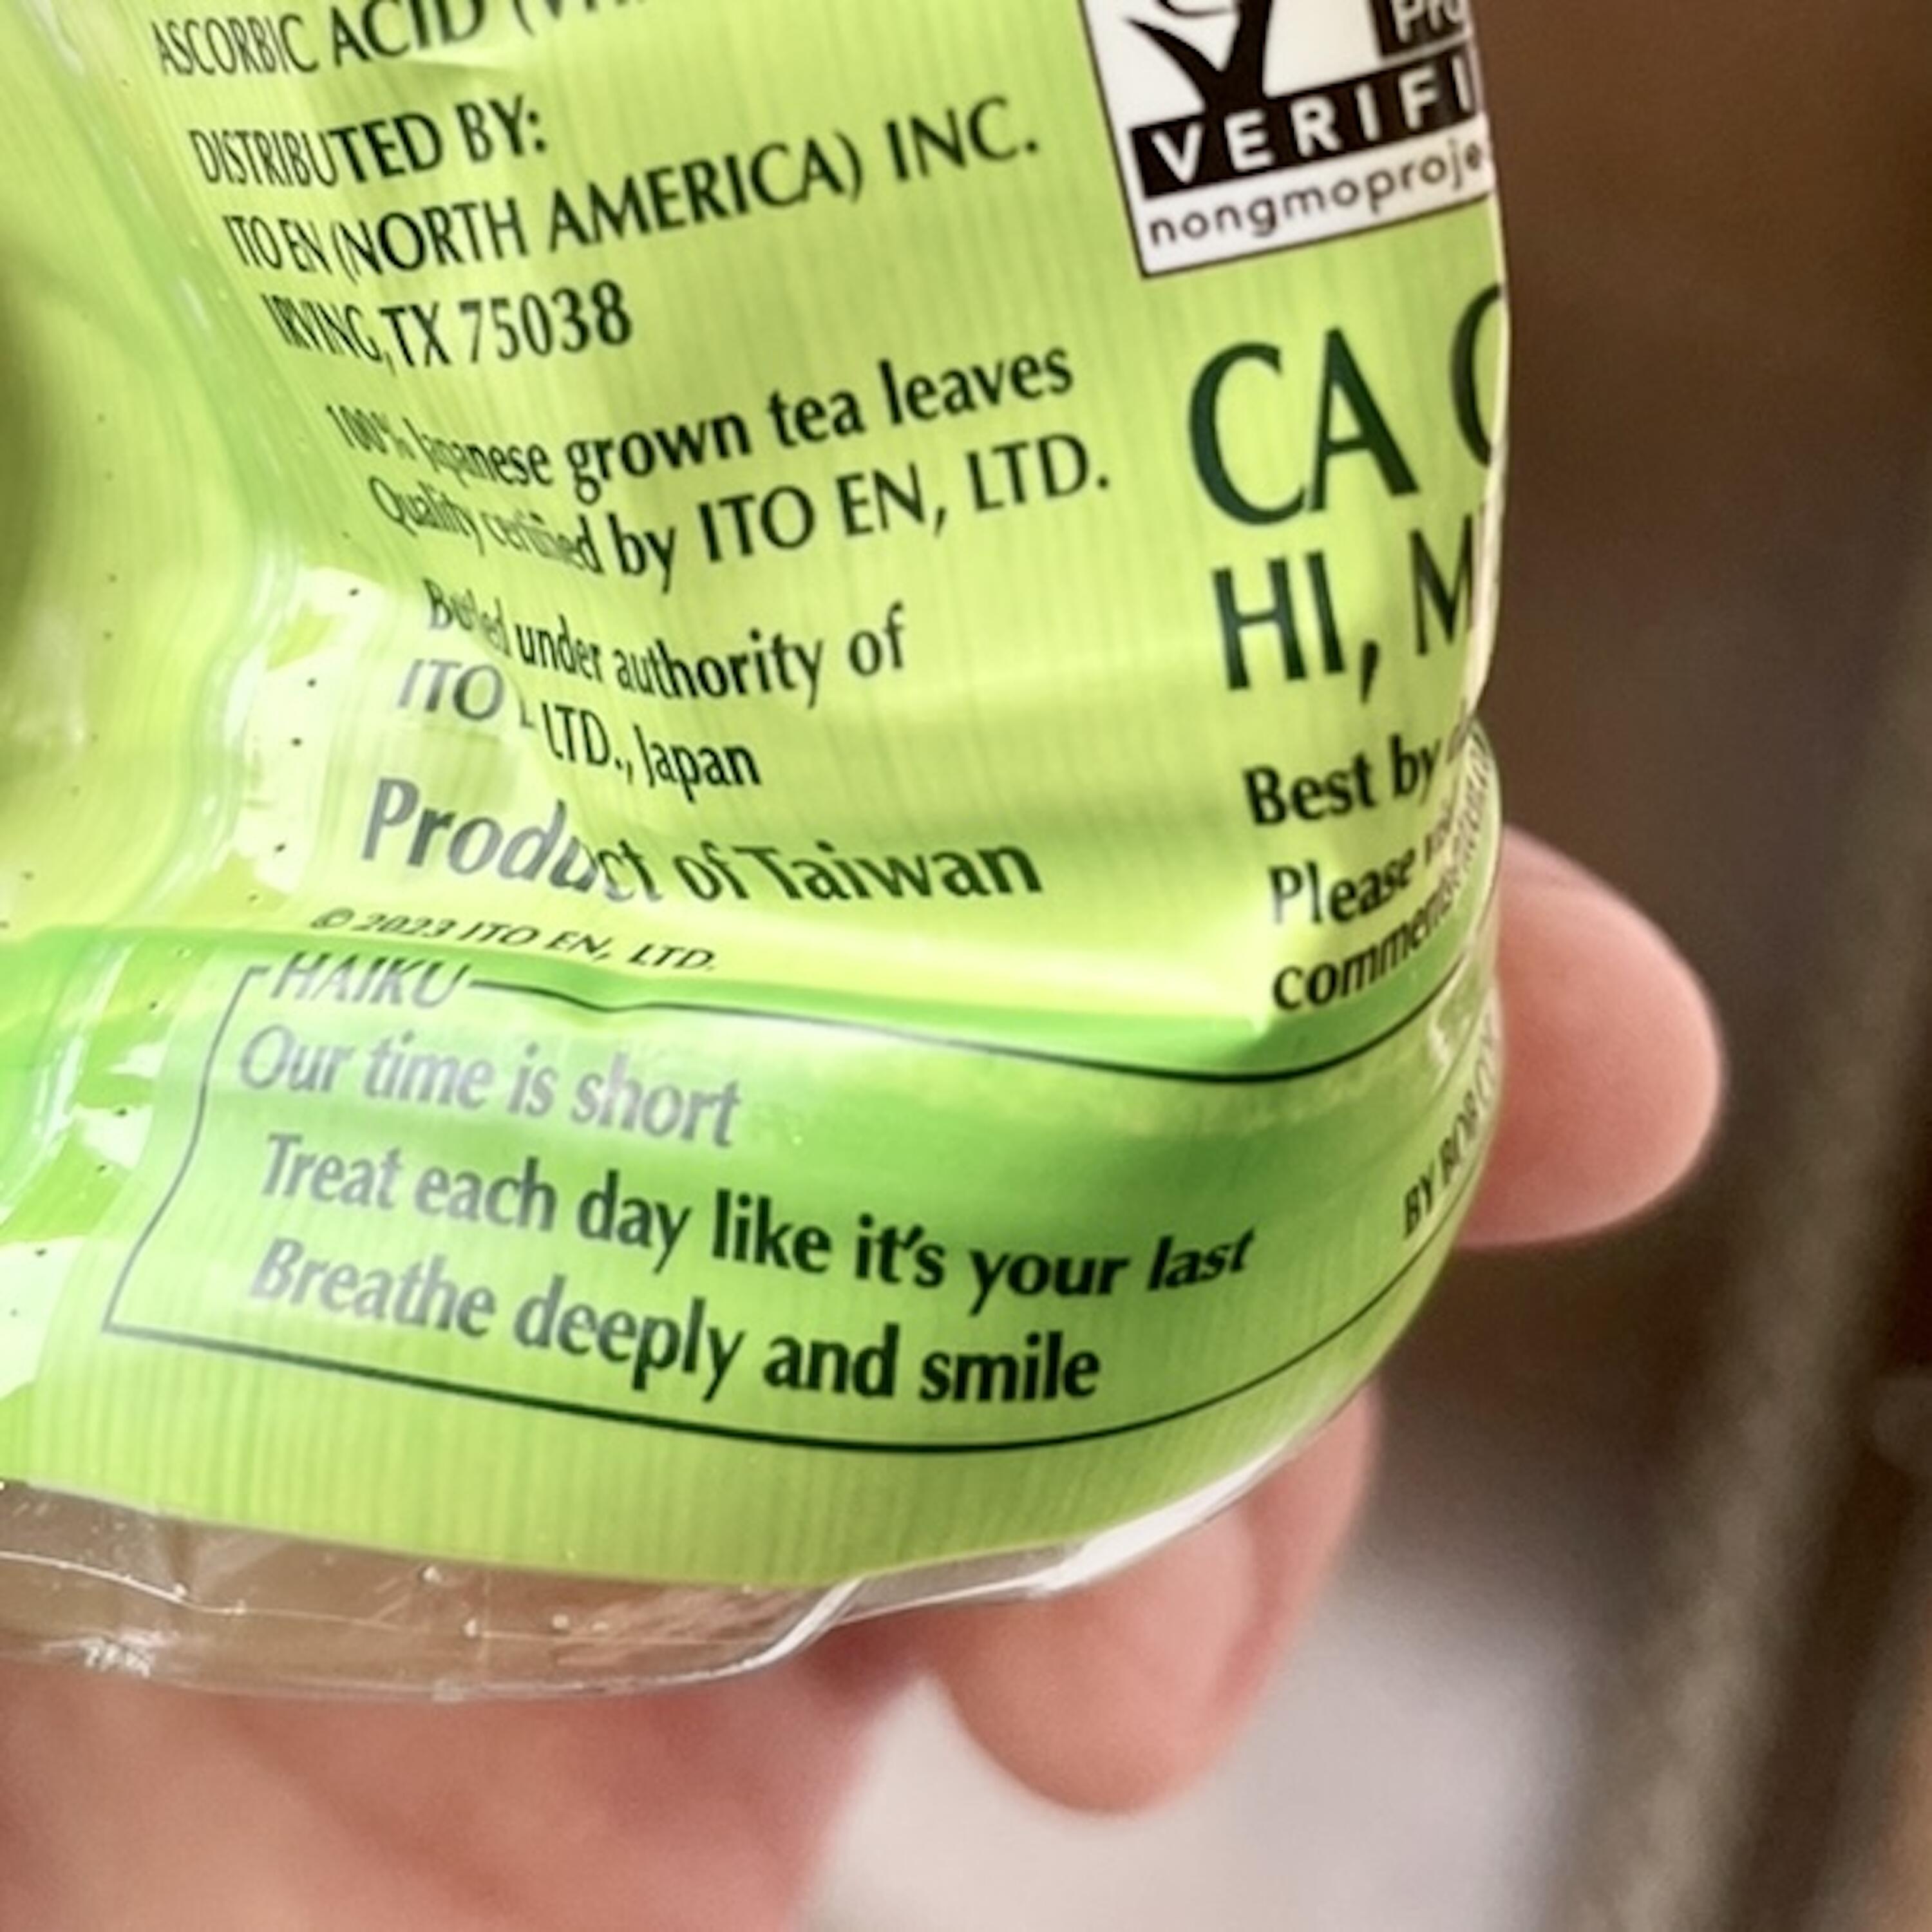 ASCORBIC ACID
DISTRIBUTED BY:
ITO EN (NORTH AMERICA) INC.
IRVING, TX 75038
100% Japanese grown tea leaves
Quality certified by ITO EN, LTD.
Bottled under authority of
ITO LTD., Japan
Product of Taiwan
© 2023 ITO EN, LTD.
HAIKU
Our time is short
Treat each day like it's your last
Breathe deeply and smile
BY BOB
VERIFI
nongmoproje
CA
HI, M
Best by
Please